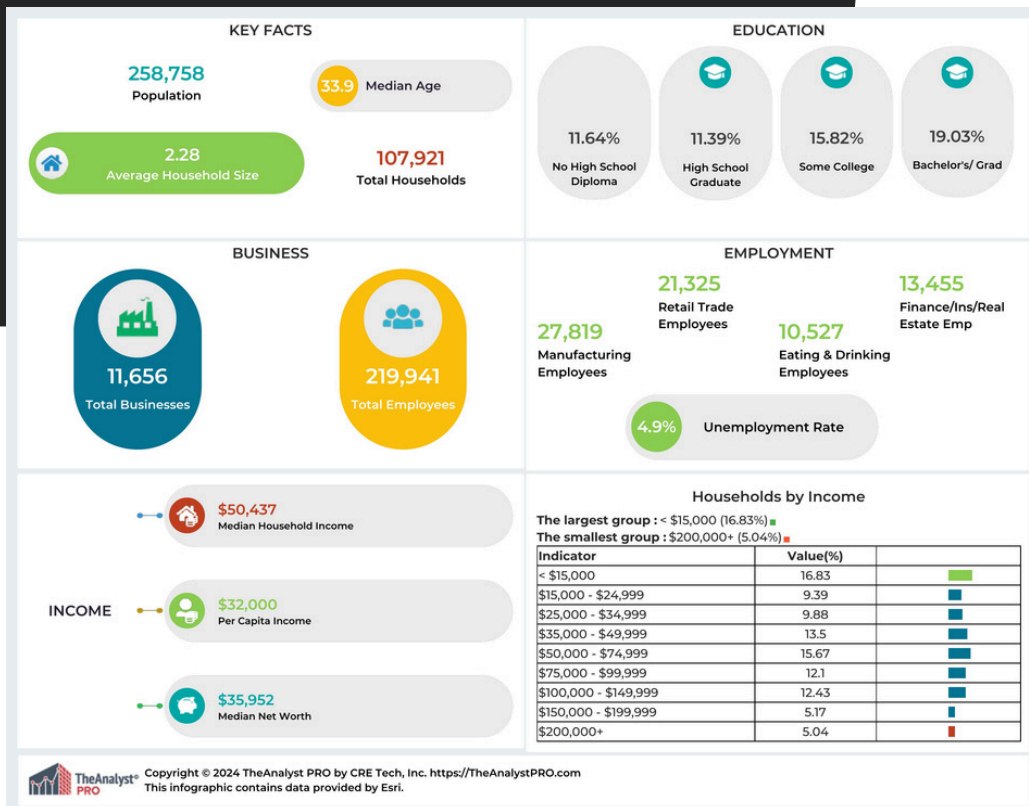 KEY FACTS
258,758
Population
33.9
Median Age
2.28
Average Household Size
107,921
Total Households
EDUCATION
11.64%
No High School
Diploma
11.39%
High School
Graduate
15.82%
Some College
19.03%
Bachelor's/ Grad
BUSINESS
11,656
Total Businesses
219,941
Total Employees
EMPLOYMENT
27,819
Manufacturing
Employees
21,325
Retail Trade
Employees
10,527
Eating & Drinking
Employees
13,455
Finance/Ins/Real
Estate Emp
4.9%
Unemployment Rate
INCOME
$50,437
Median Household Income
$32,000
Per Capita Income
$35,952
Median Net Worth
Households by Income
The largest group : < $15,000 (16.83%)
The smallest group : $200,000+ (5.04%)
Indicator Value(%)
< $15,000 16.83
$15,000 - $24,999 9.39
$25,000 - $34,999 9.88
$35,000 - $49,999 13.5
$50,000 - $74,999 15.67
$75,000 - $99,999 12.1
$100,000 - $149,999 12.43
$150,000 - $199,999 5.17
$200,000+ 5.04
TheAnalyst®
PRO
Copyright © 2024 TheAnalyst PRO by CRE Tech, Inc. https://TheAnalystPRO.com
This infographic contains data provided by Esri.